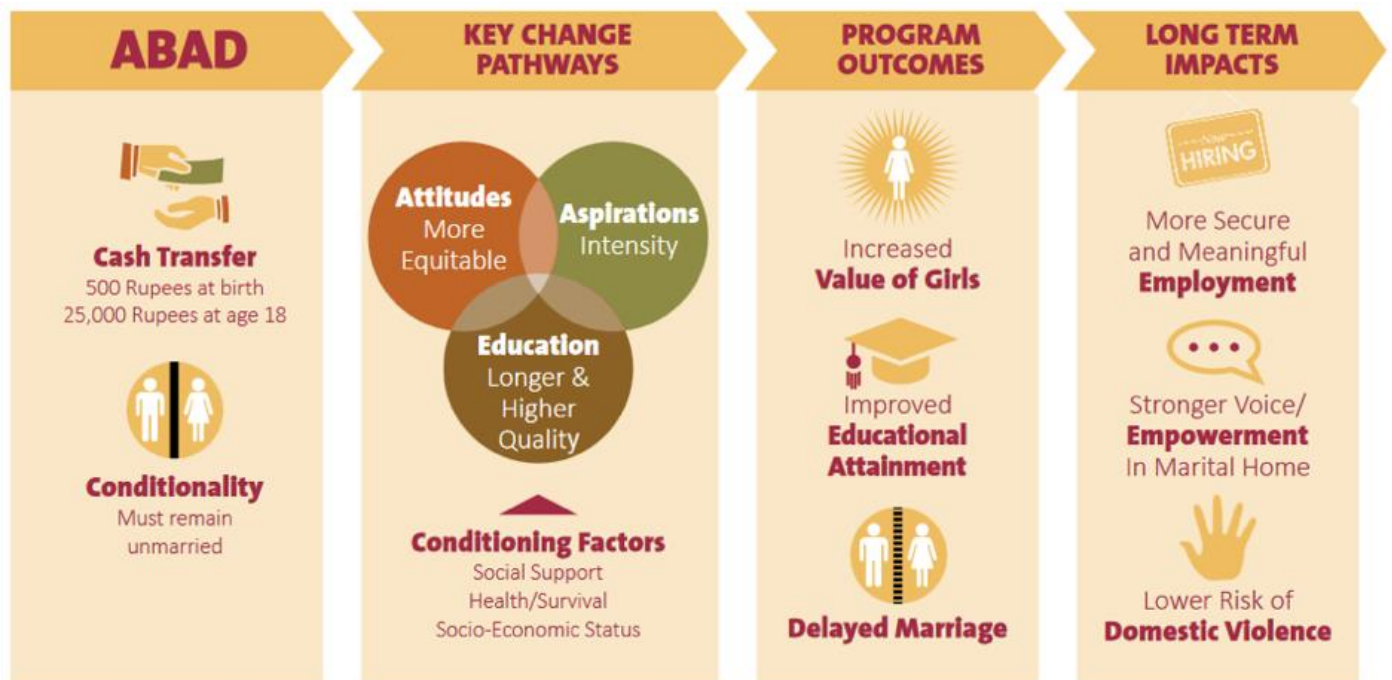 ABAD
Cash Transfer
500 Rupees at birth
25,000 Rupees at age 18
Conditionality
Must remain
unmarried
KEY CHANGE
PATHWAYS
Attitudes
More
Equitable
Aspirations
Intensity
Education
Longer &
Higher
Quality
Conditioning Factors
Social Support
Health/Survival
Socio-Economic Status
PROGRAM
OUTCOMES
Increased
Value of Girls
Improved
Educational
Attainment
Delayed Marriage
LONG TERM
IMPACTS
HIRING
More Secure
and Meaningful
Employment
Stronger Voice/
Empowerment
In Marital Home
Lower Risk of
Domestic Violence